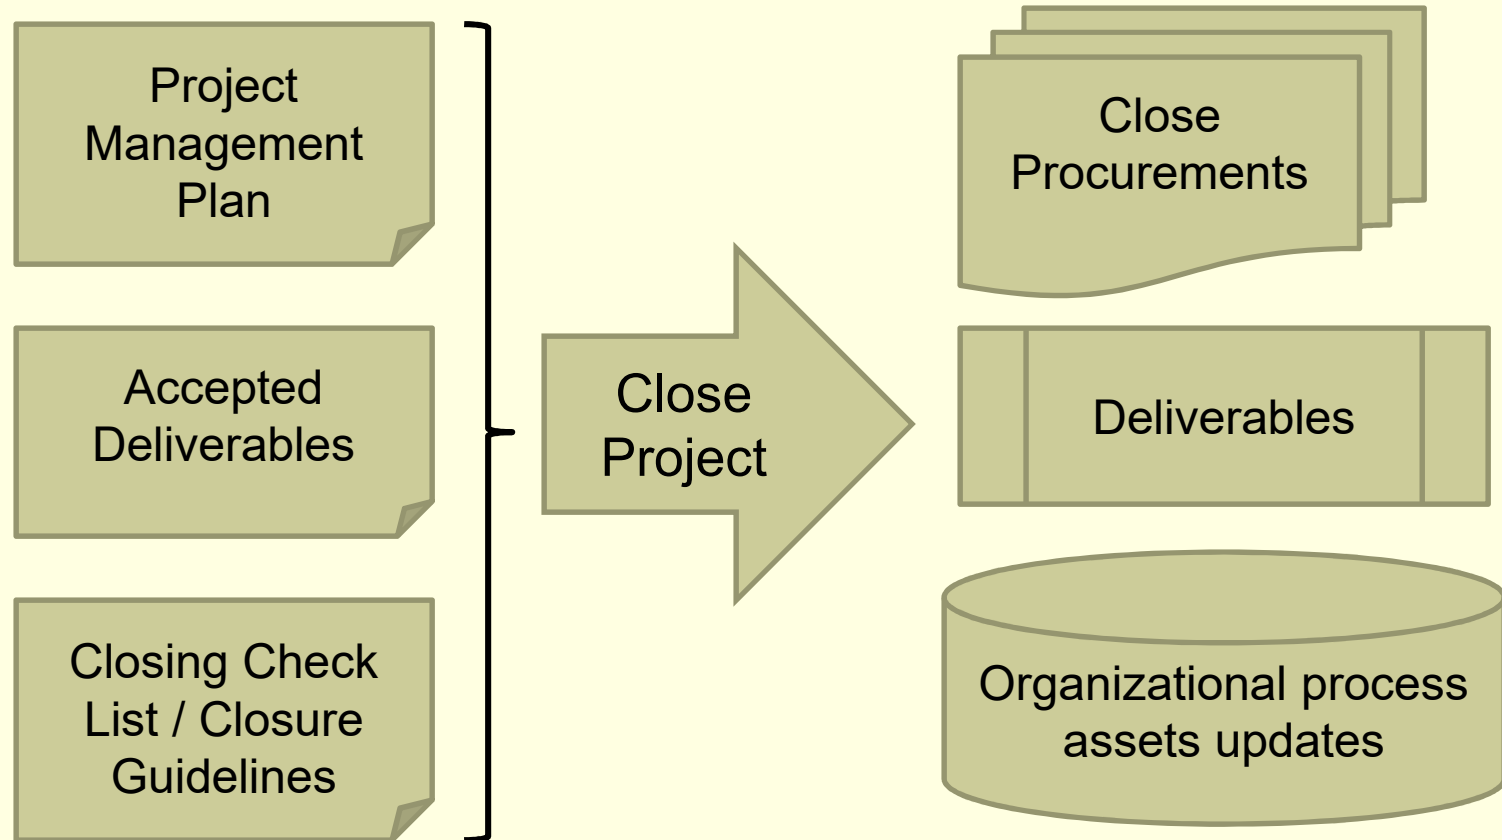 Project
Management
Plan
Accepted
Deliverables
Closing Check
List / Closure
Guidelines
Close
Project
Close
Procurements
Deliverables
Organizational process
assets updates